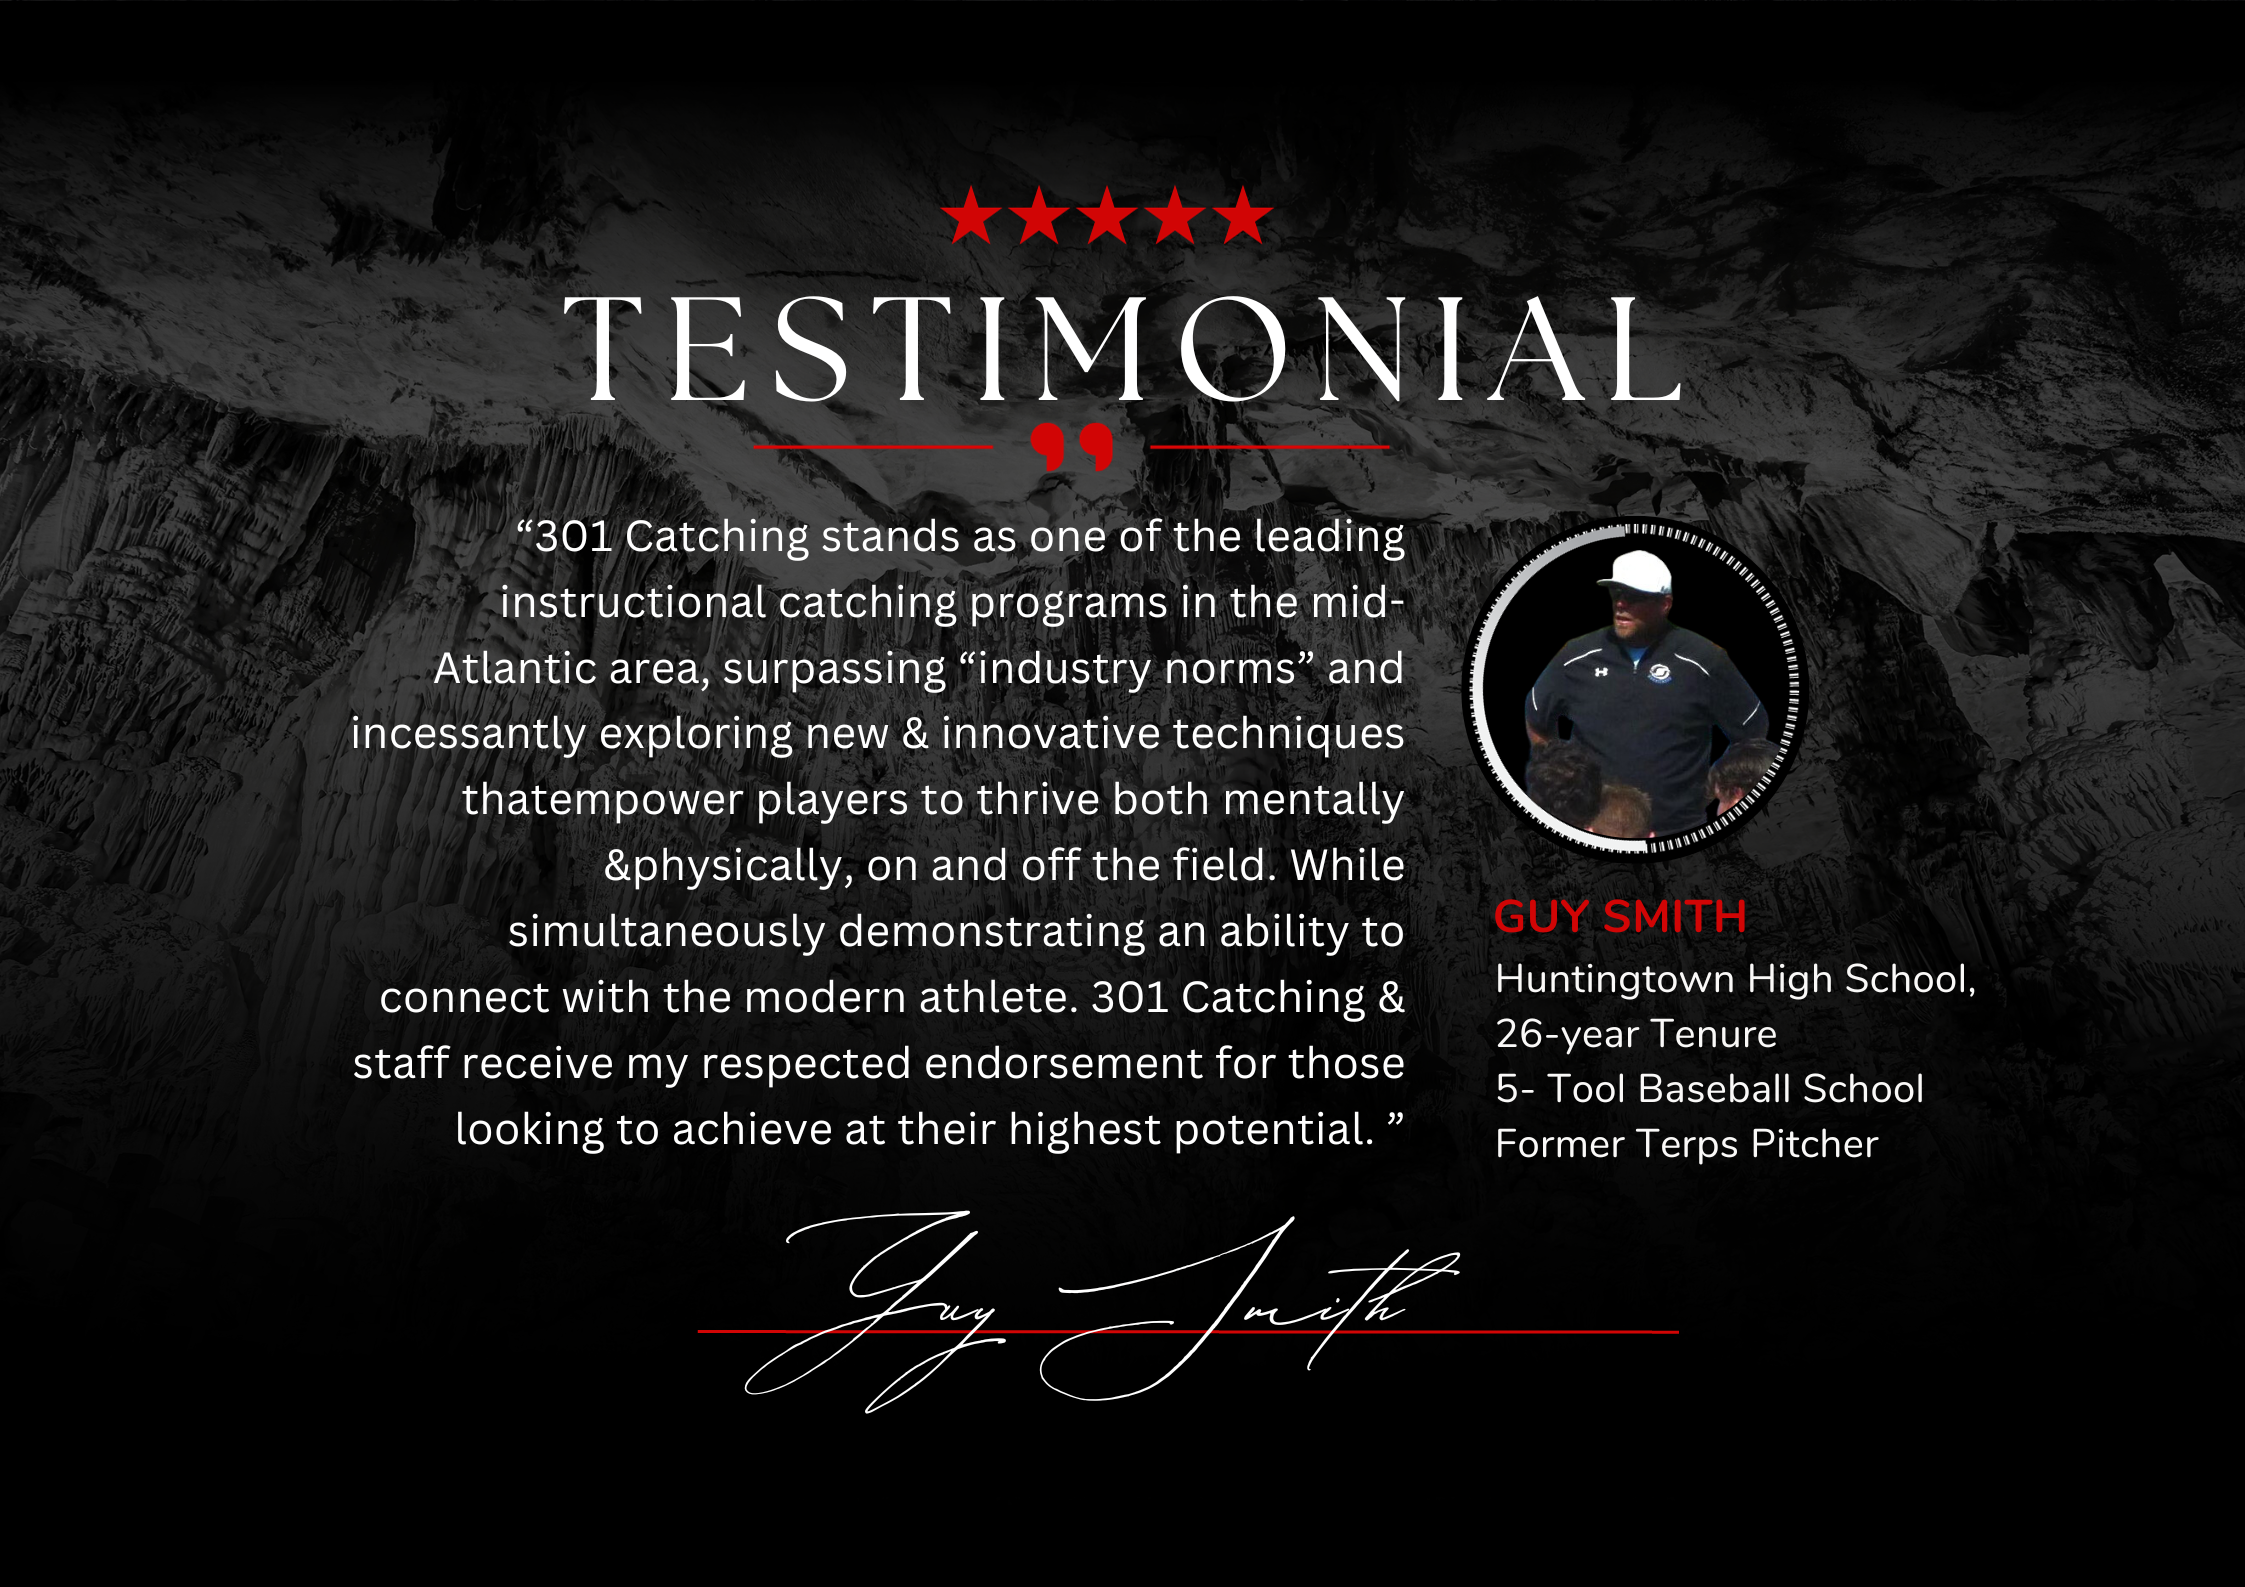 TESTIMONIAL
“301 Catching stands as one of the leading
instructional catching programs in the mid-
Atlantic area, surpassing “industry norms” and
incessantly exploring new & innovative techniques
thatempower players to thrive both mentally
&physically, on and off the field. While
simultaneously demonstrating an ability to
connect with the modern athlete. 301 Catching &
staff receive my respected endorsement for those
looking to achieve at their highest potential. ”
GUY SMITH
Huntingtown High School,
26-year Tenure
5- Tool Baseball School
Former Terps Pitcher
Guy Smith